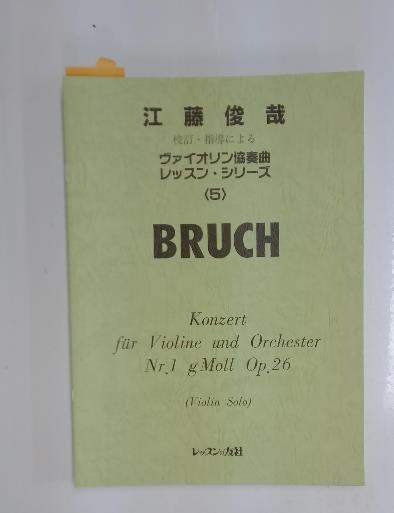 江藤俊哉
校訂・指導による
ヴァイオリン協奏曲
レッスン・シリーズ
〈5〉
BRUCH
Konzert
für Violine und Orchester
Nr.1 gMoll Op.26
(Violin Solo)
レッスンの友社